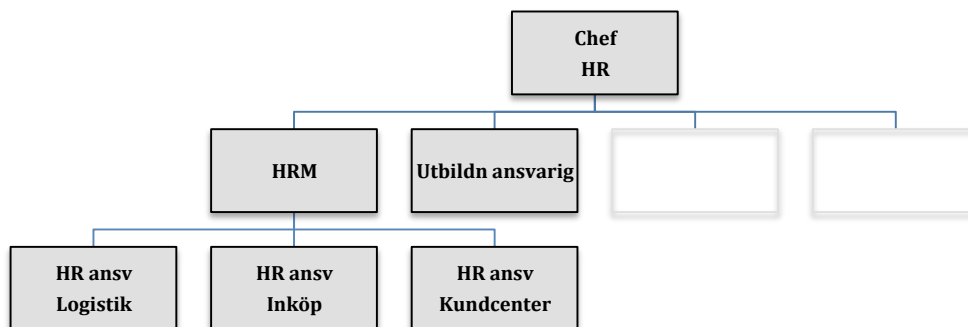 Chef
HR
HRM
Utbildn ansvarig
HR ansv
Logistik
HR ansv
Inköp
HR ansv
Kundcenter